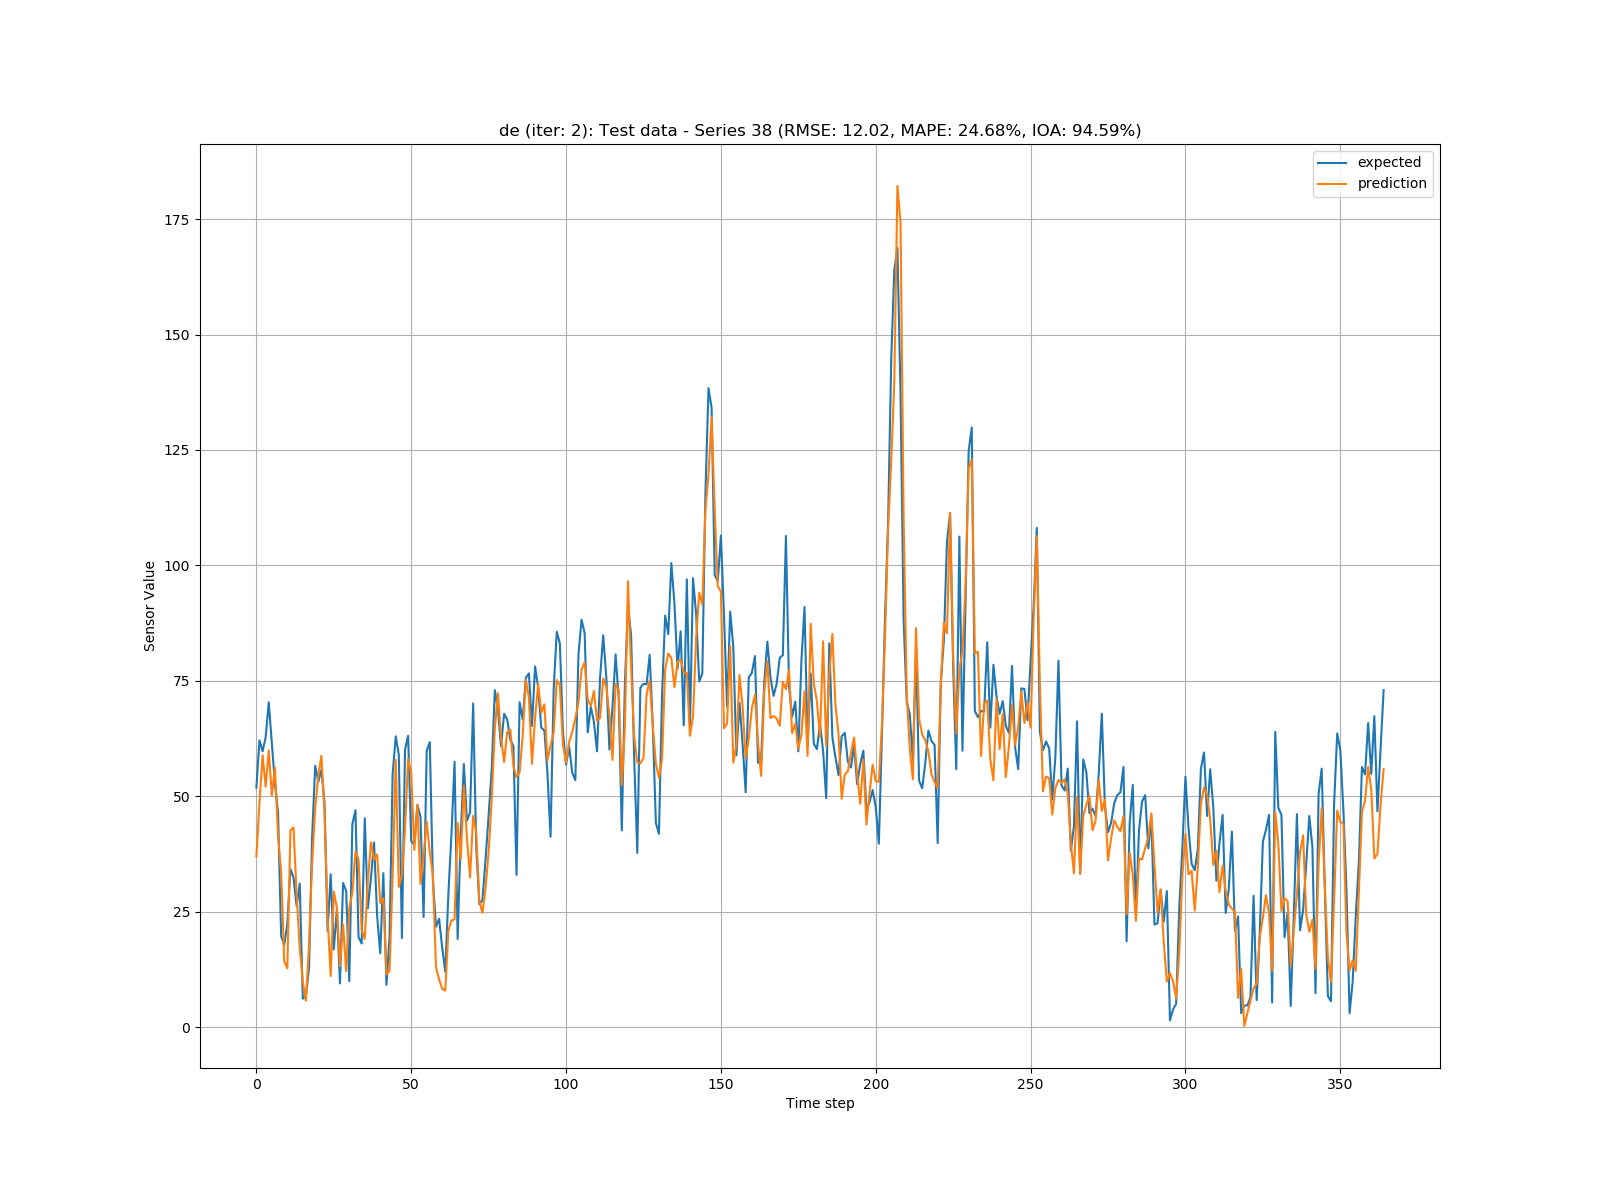 de (iter: 2): Test data - Series 38 (RMSE: 12.02, MAPE: 24.68%, IOA: 94.59%)
expected
prediction
175
150
125
100
75
50
25
0
Sensor Value
0 50 100 150 200 250 300 350
Time step